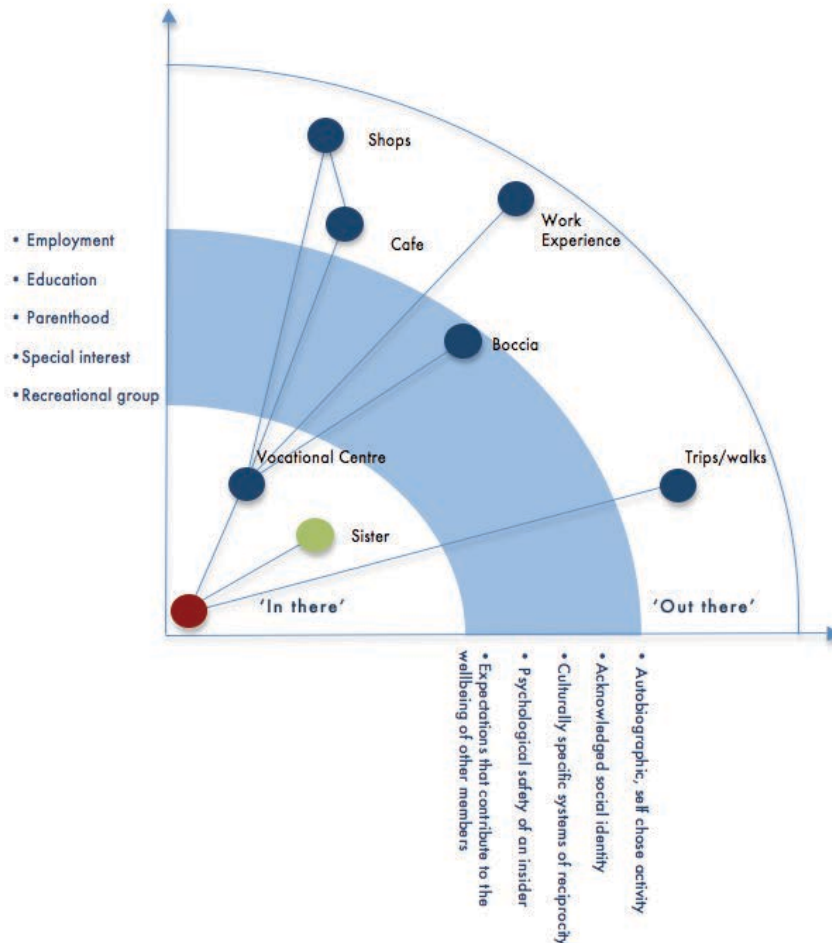 Shops
Cafe
Work
Experience
• Employment
• Education
• Parenthood
•Special interest
•Recreational group
Boccia
Vocational Centre
Trips/walks
Sister
'In there'
'Out there'
• Autobiographic, self chose activity
• Acknowledged social identity
• Culturally specific systems of reciprocity
• Psychological safety of an insider
• Expectations that contribute to the
wellbeing of other members